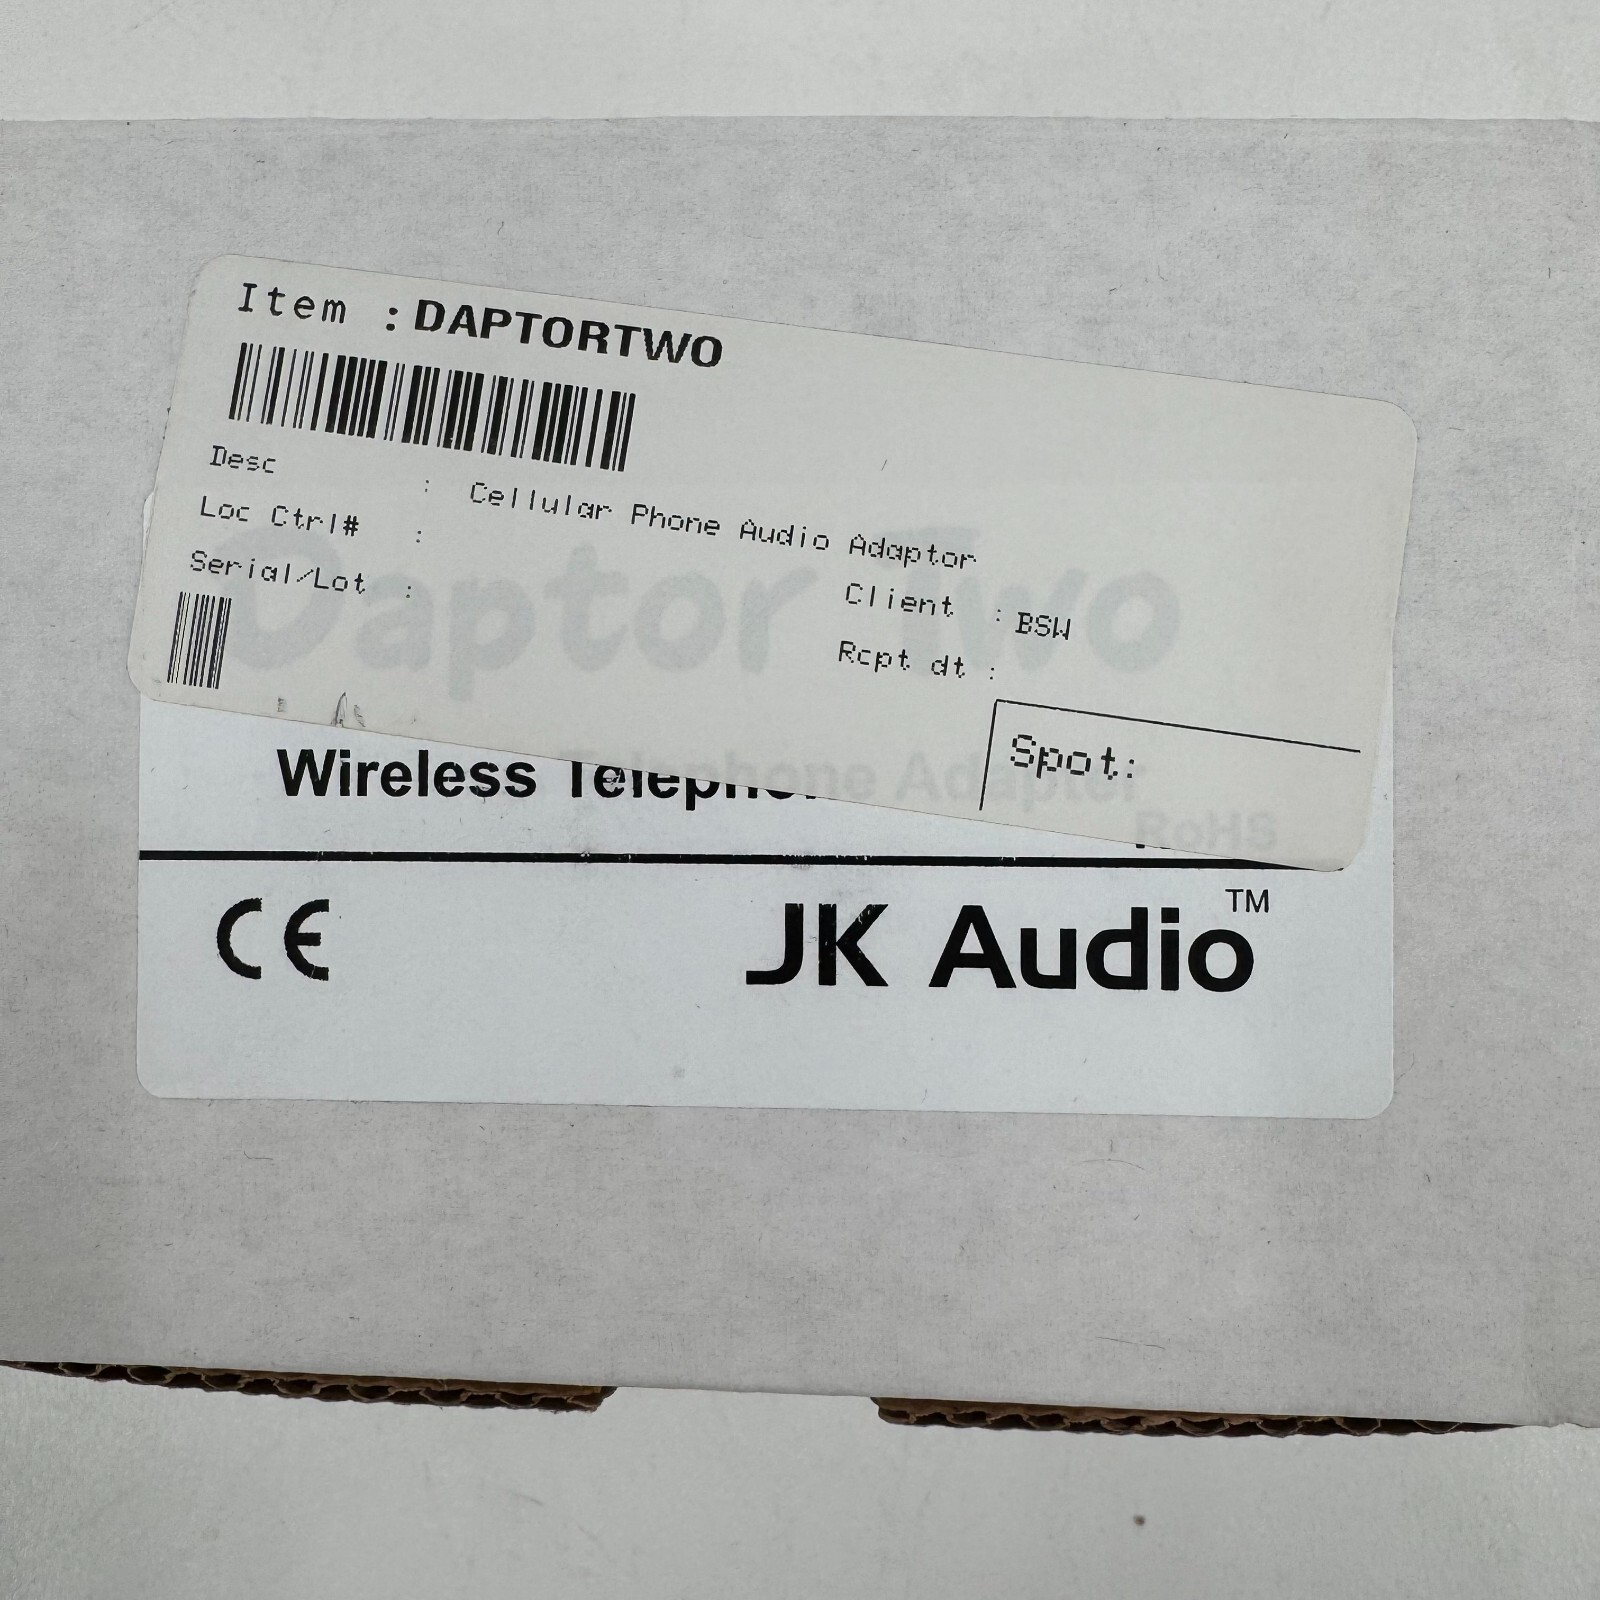 Item : DAPTORTWO
Desc : Cellular Phone Audio Adaptor
Loc Ctrl# :
Serial/Lot :
Client : BSW
Rcpt dt :
Spot:
Daptor Two
Wireless Telephone Adapter
RoHS
CE
JK Audio™